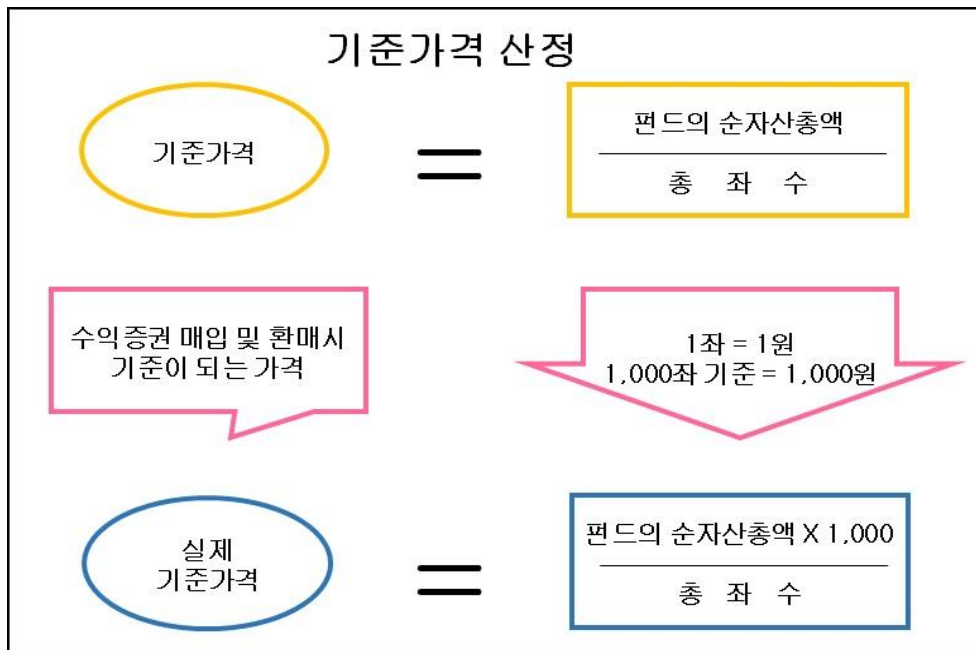 기준가격 산정
기준가격
=
펀드의 순자산총액
총 좌 수
수익증권 매입 및 환매시
기준이 되는 가격
1좌 = 1원
1,000좌 기준 = 1,000원
실제
기준가격
=
펀드의 순자산총액 X 1,000
총 좌 수